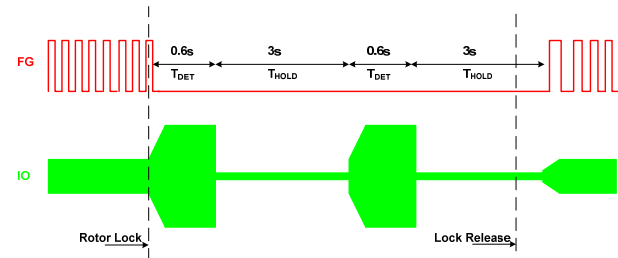 0.6s 3s 0.6s 3s
FG
TDET THOLD TDET THOLD
IO
Rotor Lock Lock Release